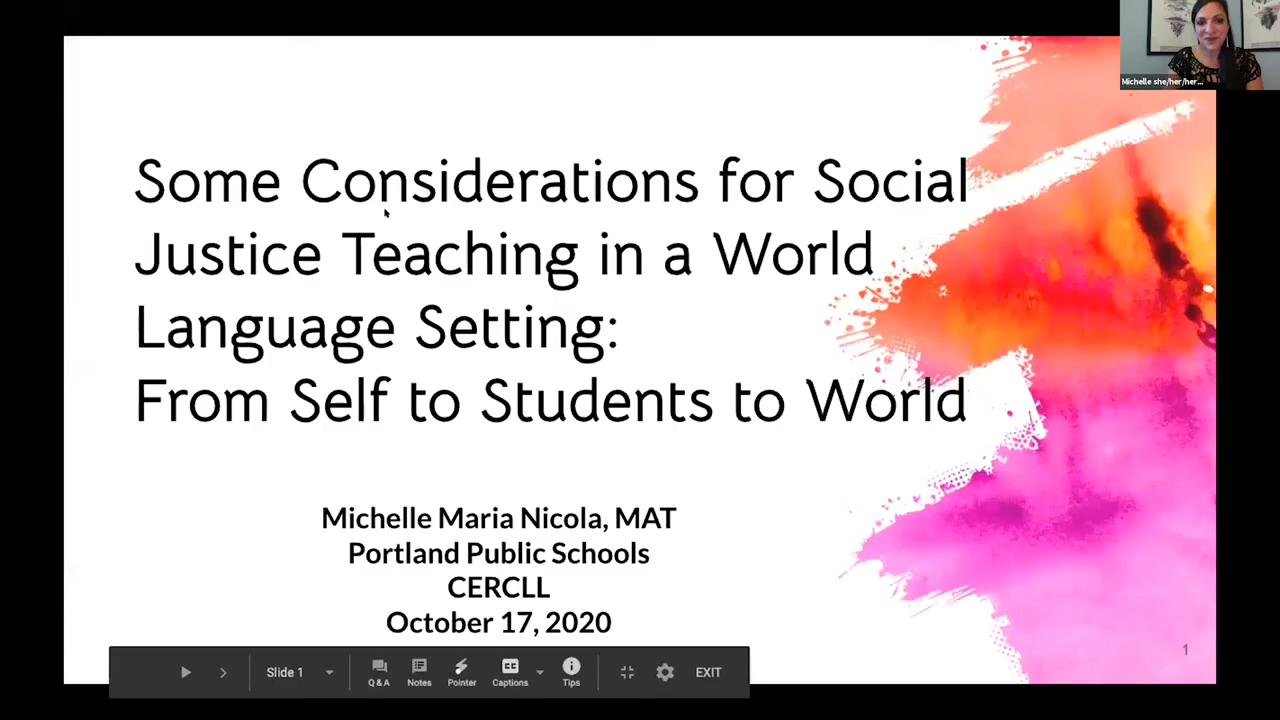 Michelle she/her/her...
Some Considerations for Social
Justice Teaching in a World
Language Setting:
From Self to Students to World
Michelle Maria Nicola, MAT
Portland Public Schools
CERCLL
October 17, 2020
1
Slide 1
Q & A
Notes
Pointer
CC
Captions
Tips
EXIT